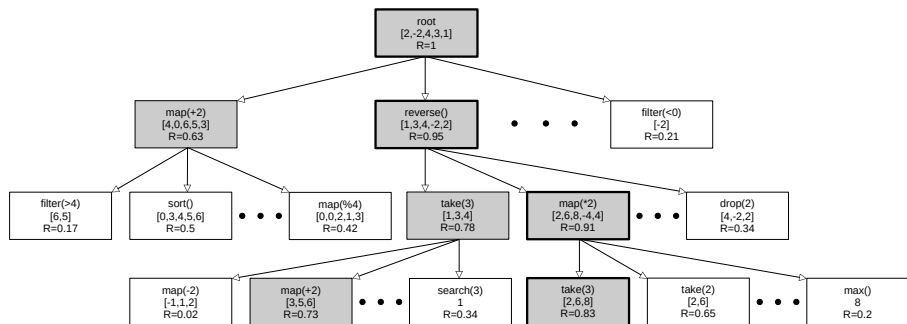 root
[2,-2,4,3,1]
R=1
map(+2)
[4,0,6,5,3]
R=0.63
reverse()
[1,3,4,-2,2]
R=0.95
filter(<0)
[-2]
R=0.21
filter(>4)
[6,5]
R=0.17
sort()
[0,3,4,5,6]
R=0.5
map(%4)
[0,0,2,1,3]
R=0.42
take(3)
[1,3,4]
R=0.78
map(*2)
[2,6,8,-4,4]
R=0.91
drop(2)
[4,-2,2]
R=0.34
map(-2)
[-1,1,2]
R=0.02
map(+2)
[3,5,6]
R=0.73
search(3)
1
R=0.34
take(3)
[2,6,8]
R=0.83
take(2)
[2,6]
R=0.65
max()
8
R=0.2